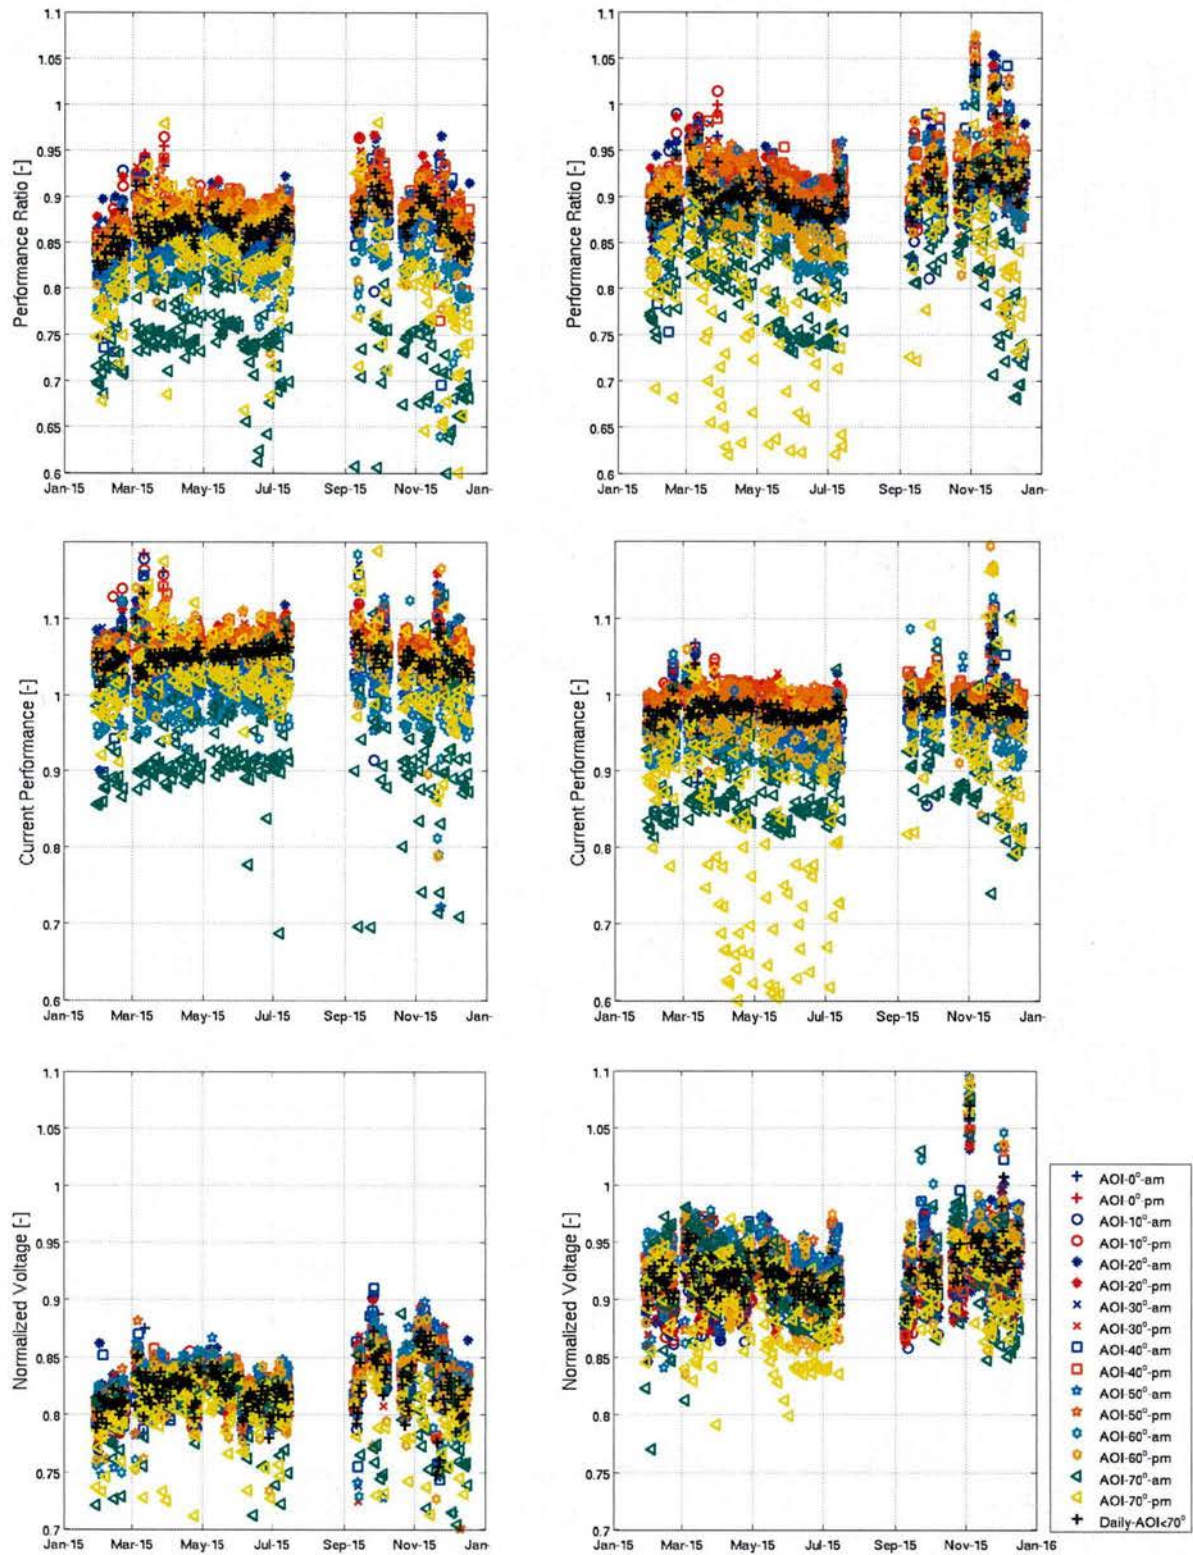 1.1
1.05
1
0.95
0.9
0.85
0.8
0.75
0.7
0.65
0.6
Performance Ratio [-]
Jan-15 Mar-15 May-15 Jul-15 Sep-15 Nov-15 Jan-
1.1
1.05
1
0.95
0.9
0.85
0.8
0.75
0.7
0.65
0.6
Performance Ratio [-]
Jan-15 Mar-15 May-15 Jul-15 Sep-15 Nov-15 Jan-
1.1
1
0.9
0.8
0.7
0.6
Current Performance [-]
Jan-15 Mar-15 May-15 Jul-15 Sep-15 Nov-15 Jan-
1.1
1
0.9
0.8
0.7
0.6
Current Performance [-]
Jan-15 Mar-15 May-15 Jul-15 Sep-15 Nov-15 Jan-
1.1
1.05
1
0.95
0.9
0.85
0.8
0.75
0.7
Normalized Voltage [-]
Jan-15 Mar-15 May-15 Jul-15 Sep-15 Nov-15 Jan-
1.1
1.05
1
0.95
0.9
0.85
0.8
0.75
0.7
Normalized Voltage [-]
Jan-15 Mar-15 May-15 Jul-15 Sep-15 Nov-15 Jan-16
AOI-0°-am
AOI-0°-pm
AOI-10°-am
AOI-10°-pm
AOI-20°-am
AOI-20°-pm
AOI-30°-am
AOI-30°-pm
AOI-40°-am
AOI-40°-pm
AOI-50°-am
AOI-50°-pm
AOI-60°-am
AOI-60°-pm
AOI-70°-am
AOI-70°-pm
Daily-AOI<70°